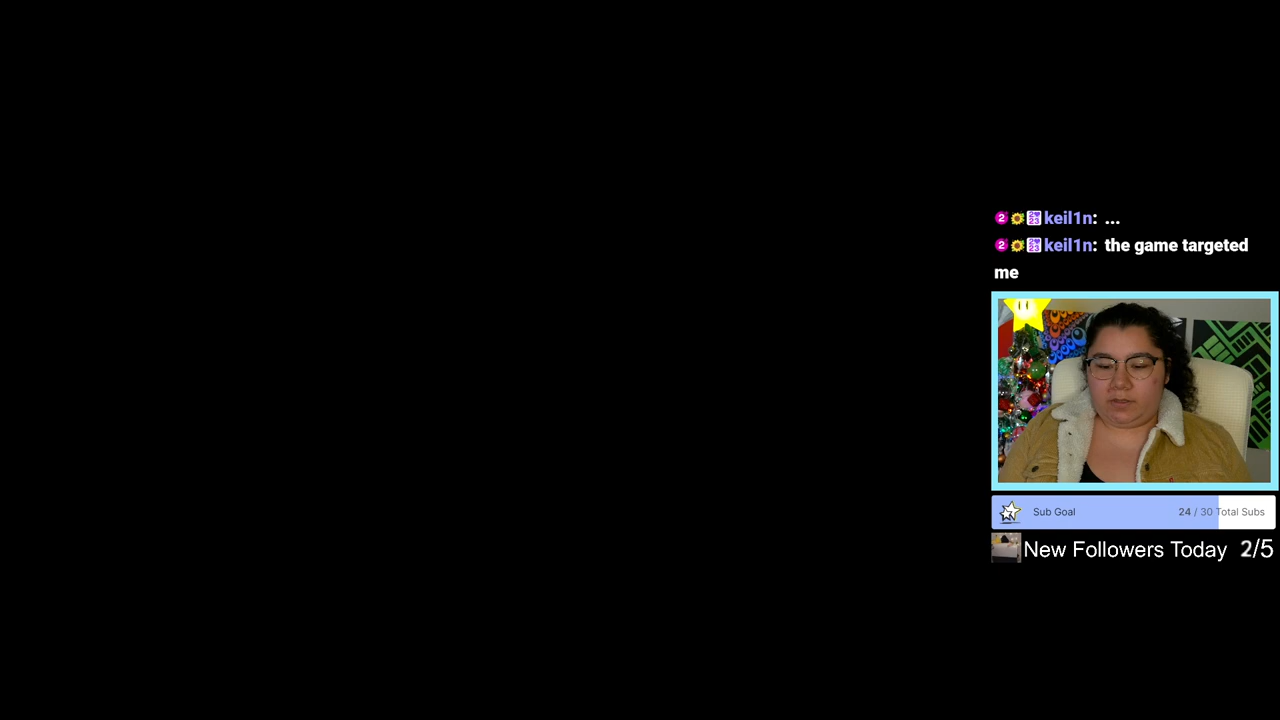 keil1n: ...
keil1n: the game targeted
me
Sub Goal 24 / 30 Total Subs
New Followers Today 2/5